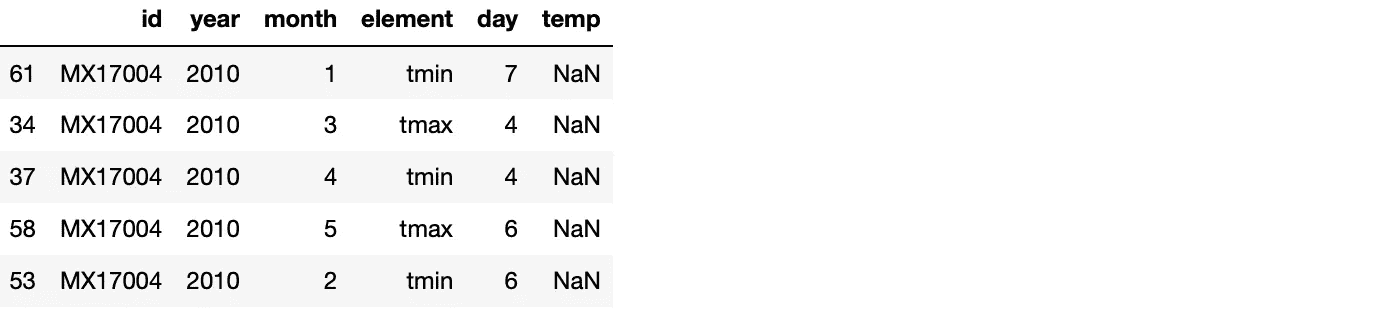 id year month element day temp
61 MX17004 2010 1 tmin 7 NaN
34 MX17004 2010 3 tmax 4 NaN
37 MX17004 2010 4 tmin 4 NaN
58 MX17004 2010 5 tmax 6 NaN
53 MX17004 2010 2 tmin 6 NaN